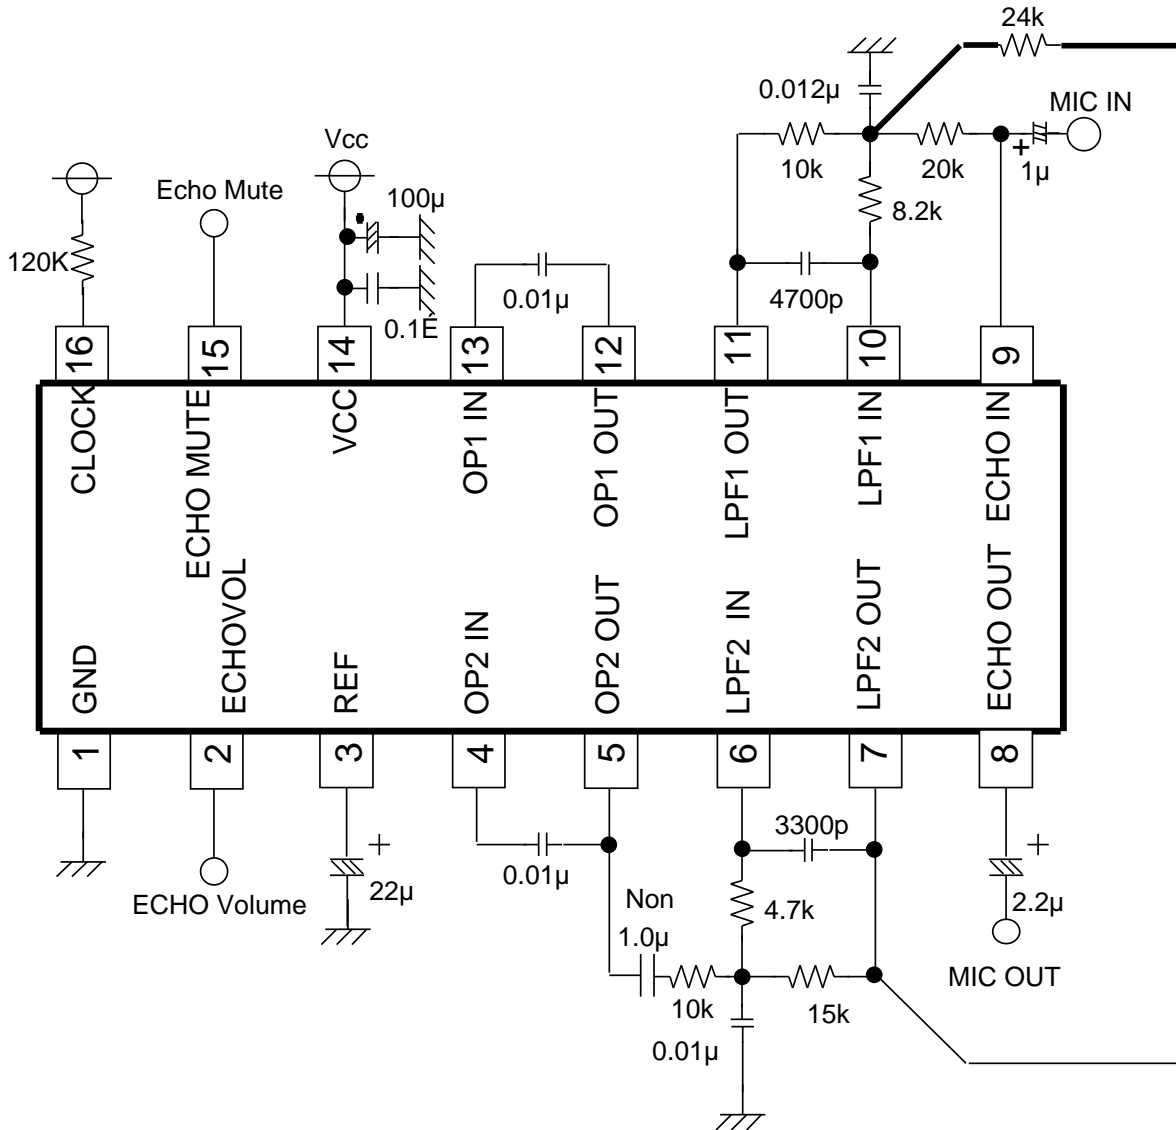 24k
0.012µ
MIC IN
Vcc
10k
20k
+
1µ
Echo Mute
100µ
8.2k
120K
0.01µ
4700p
0.1É
16
15
14
13
12
11
10
9
CLOCK
ECHO MUTE
VCC
OP1 IN
OP1 OUT
LPF1 OUT
LPF1 IN
ECHO IN
GND
ECHOVOL
REF
OP2 IN
OP2 OUT
LPF2 IN
LPF2 OUT
ECHO OUT
1
2
3
4
5
6
7
8
3300p
+
+
0.01µ
22µ
ECHO Volume
Non
4.7k
2.2µ
1.0µ
MIC OUT
10k
15k
0.01µ